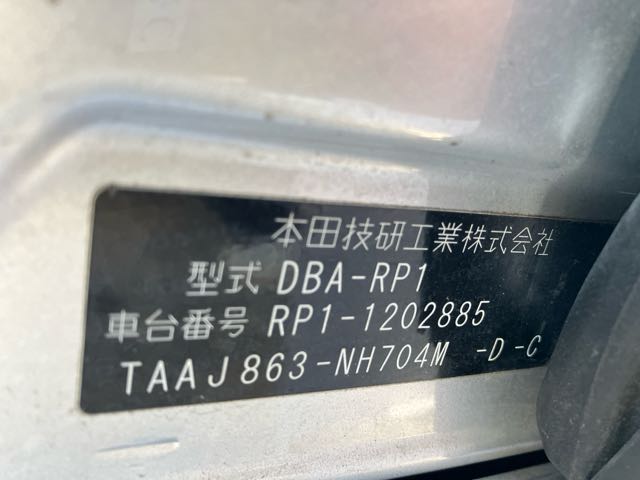 本田技研工業株式会社
型式 DBA-RP1
車台番号 RP1-1202885
TAAJ863-NH704M -D -C